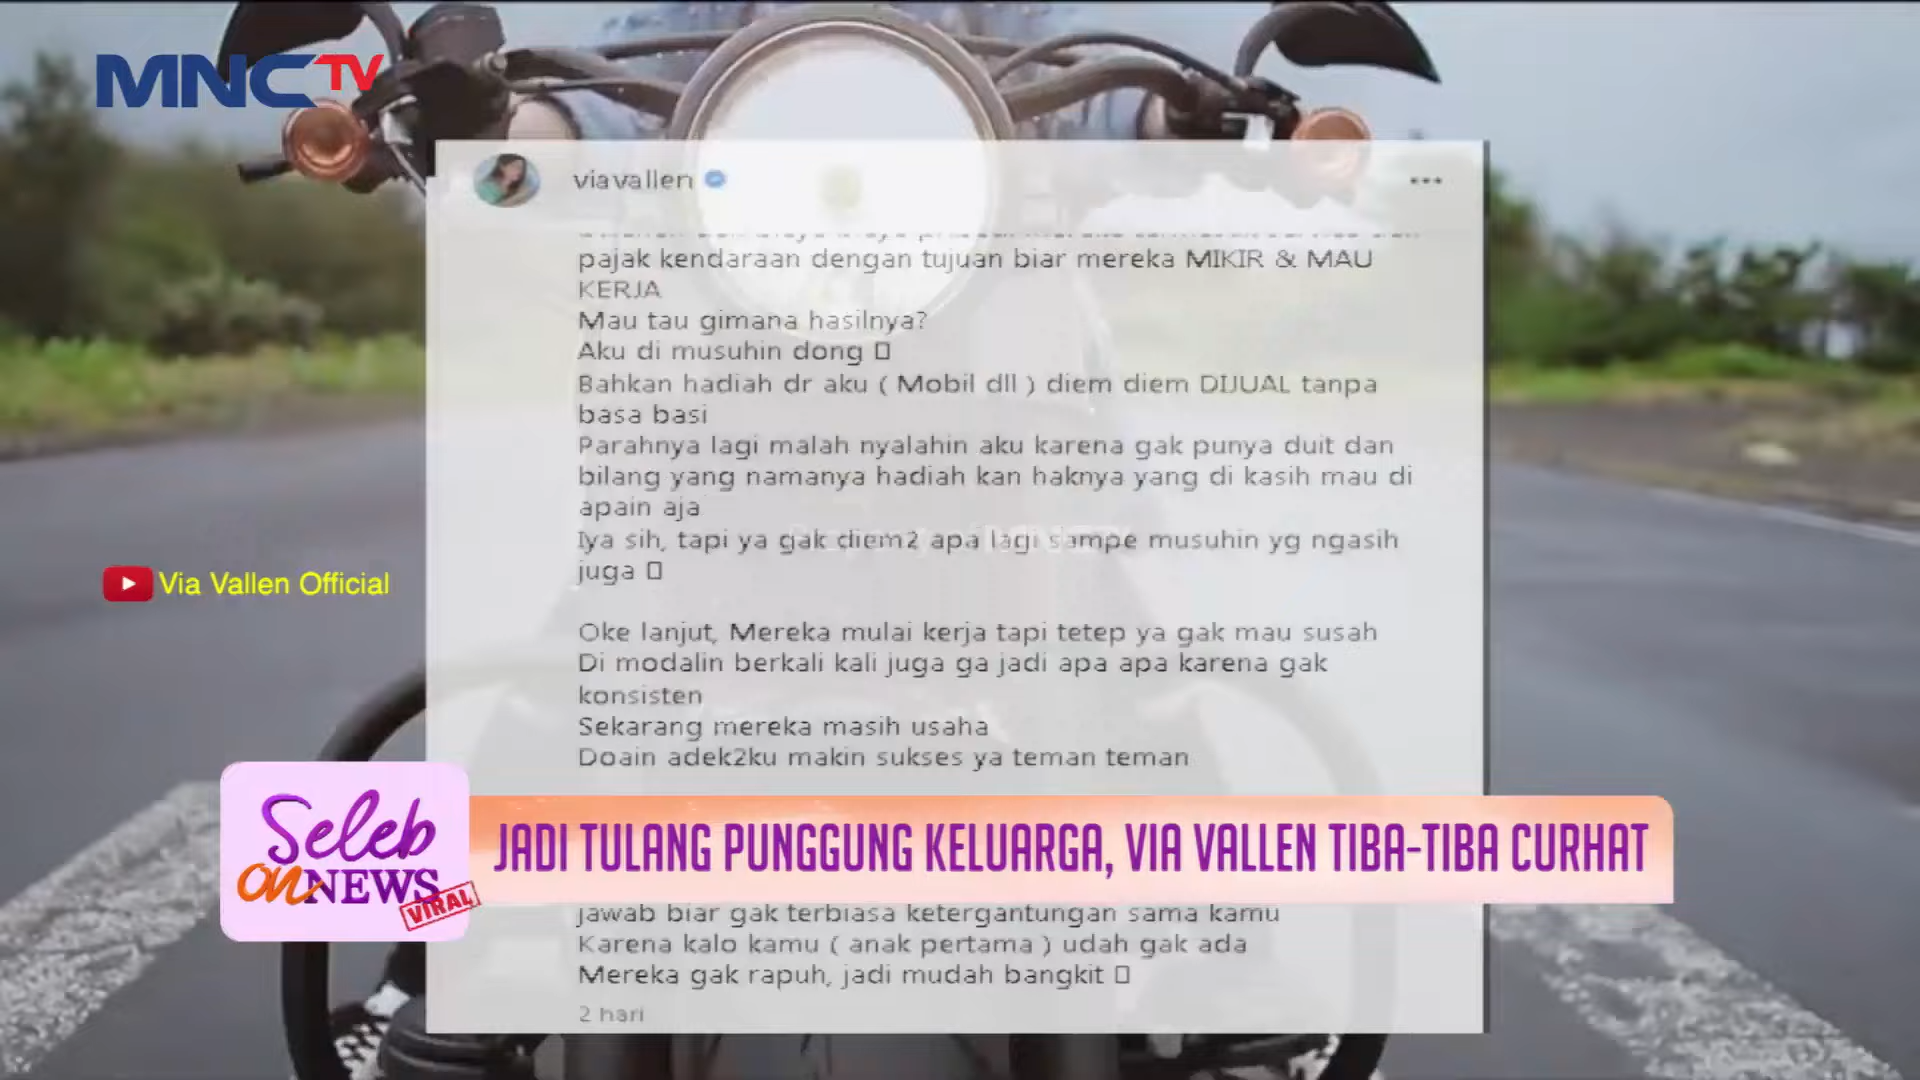 MNCTV
viavallen
pajak kendaraan dengan tujuan biar mereka MIKIR & MAU
KERJA
Mau tau gimana hasilnya?
Aku di musuhin dong
Bahkan hadiah dr aku ( Mobil dll ) diem diem DIJUAL tanpa
basa basi
Parahnya lagi malah nyalahin aku karena gak punya duit dan
bilang yang namanya hadiah kan haknya yang di kasih mau di
apain aja
Iya sih, tapi ya gak diem2 apa lagi sampe musuhin yg ngasih
juga
Via Vallen Official
Oke lanjut, Mereka mulai kerja tapi tetep ya gak mau susah
Di modalin berkali kali juga ga jadi apa apa karena gak
konsisten
Sekarang mereka masih usaha
Doain adek2ku makin sukses ya teman teman
Seleb
on NEWS
VIRAL
JADI TULANG PUNGGUNG KELUARGA, VIA VALLEN TIBA-TIBA CURHAT
jawab biar gak terbiasa ketergantungan sama kamu
Karena kalo kamu ( anak pertama ) udah gak ada
Mereka gak rapuh, jadi mudah bangkit
2 hari